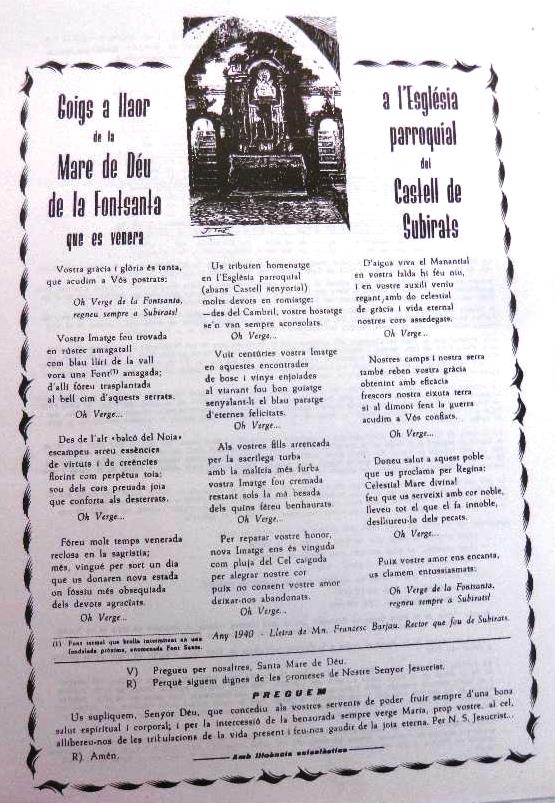 Goigs a llaor
de la
Mare de Déu
de la Fontsanta
que es venera
a l'Església
parroquial
del
Castell de
Subirats
Vostra gràcia i glòria és tanta,
que acudim a Vós postrats:
Oh Verge de la Fontsanta,
regneu sempre a Subirats!
Vostra Imatge fou trovada
en rústec amagatall
com blau lliri de la vall
vora una Font(1) amagada;
d'allí fóreu trasplantada
al bell cim d'aquests serrats.
Oh Verge...
Des de l'alt «balcó del Noia»
escampeu arreu essències
de virtuts i de creències
florint com perpètua toia:
sou dels cors preuada joia
que conforta als desterrats.
Oh Verge...
Fóreu molt temps venerada
reclosa en la sagristia;
més, vingué per sort un dia
que us donaren nova estada
on fóssiu més obsequiada
dels devots agraciats.
Oh Verge...
Us tributen homenatge
en l'Església parroquial
(abans Castell senyorial)
molts devots en romiatge:
—des del Cambril, vostre hostatge
se'n van sempre aconsolats.
Oh Verge...
Vuit centúries vostra Imatge
en aquestes encontrades
de bosc i vinys enjoiades
al vianant fou bon guiatge
senyalant-li el blau paratge
d'eternes felicitats.
Oh Verge...
Als vostres fills arrencada
per la sacrílega turba
amb la malícia més furba
vostra Imatge fou cremada
restant sols la mà besada
dels quins féreu benhaurats.
Oh Verge...
Per reparar vostre honor,
nova Imatge ens és vinguda
com pluja del Cel caiguda
per alegrar nostre cor
puix no consent vostre amor
deixar-nos abandonats.
Oh Verge...
D'aigua viva el Manantial
en vostra falda hi féu niu,
i en vostre auxili veniu
regant, amb do celestial
de gràcia i vida eternal
nostres cors assedegats.
Oh Verge...
Nostres camps i nostra serra
també reben vostra gràcia
obtenint amb eficàcia
frescors nostra eixuta terra
si al dimoni fent la guerra
acudim a Vós confiats.
Oh Verge...
Doneu salut a aquest poble
que us proclama per Regina:
Celestial Mare divina!
feu que us serveixi amb cor noble,
lleveu tot el que fa innoble,
deslliureu-lo dels pecats.
Oh Verge...
Puix vostre amor ens encanta,
us clamem entussiasmats:
Oh Verge de la Fontsanta,
regneu sempre a Subirats!
(1) Font termal que brolla intermitent en una
fondalada pròxima, anomenada Font Santa.
Any 1940 - Lletra de Mn. Francesc Barjau. Rector que fou de Subirats.
V) Pregueu per nosaltres, Santa Mare de Déu.
R) Perquè siguem dignes de les promeses de Nostre Senyor Jesucrist.
PREGUEM
Us supliquem, Senyor Déu, que concediu als vostres servents de poder fruir sempre d'una bona
salut espiritual i corporal; i per la intercessió de la benaurada sempre verge Maria, prop vostre, al cel,
allibereu-nos de les tribulacions de la vida present i feu-nos gaudir de la joia eterna. Per N. S. Jesucrist...
R). Amén.
Amb llicència eclesiàstica